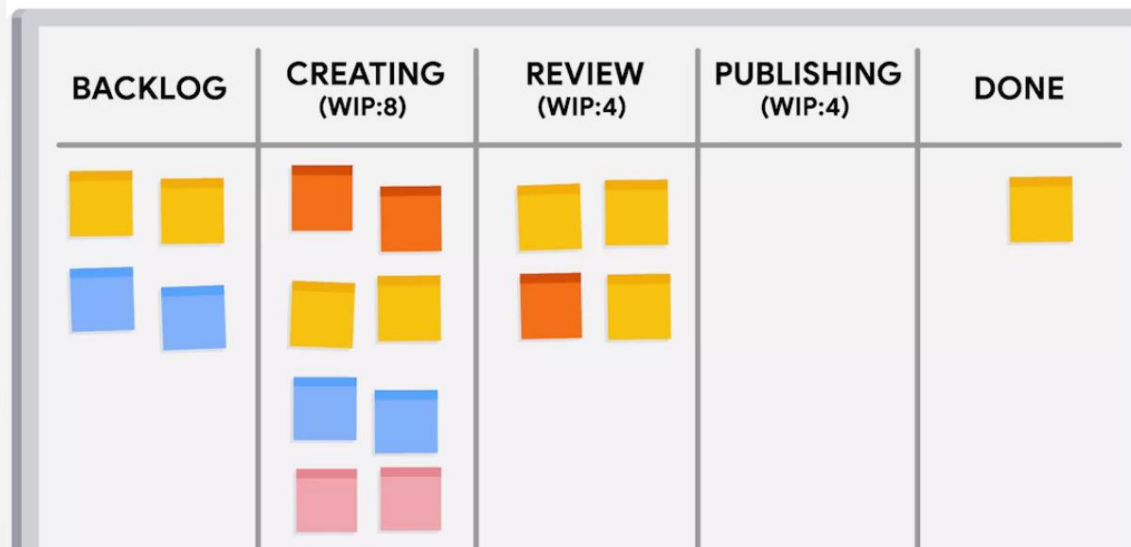 BACKLOG
CREATING
(WIP:8)
REVIEW
(WIP:4)
PUBLISHING
(WIP:4)
DONE